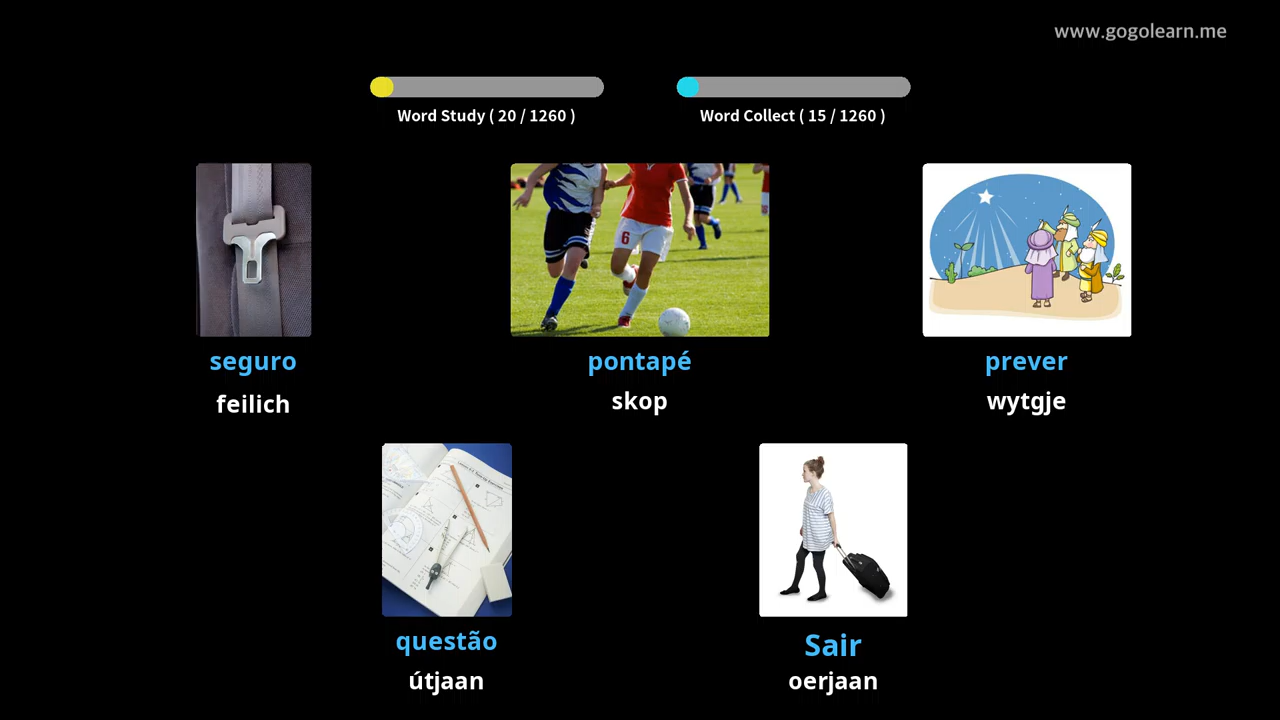 www.gogolearn.me
Word Study ( 20 / 1260 )
Word Collect ( 15 / 1260 )
seguro
feilich
pontapé
skop
6
prever
wytgje
questão
útjaan
Sair
oerjaan